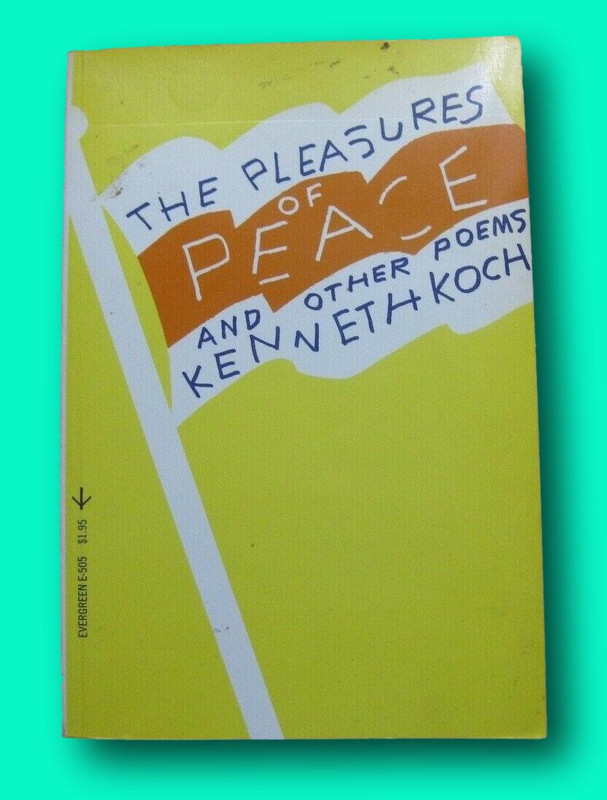 THE PLEASURES
OF
PEACE
AND OTHER POEMS
KENNETH KOCH
EVERGREEN E-505 $1.95